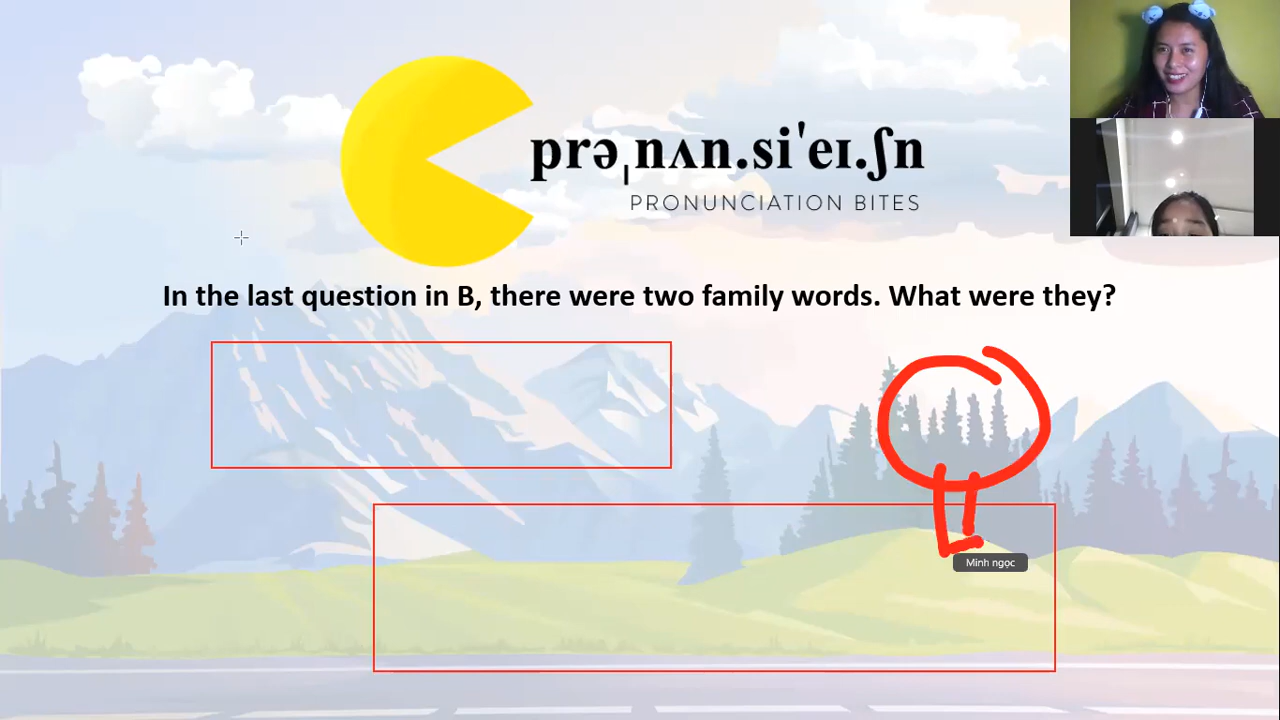 prəˌnʌn.siˈeɪ.ʃn
PRONUNCIATION BITES
In the last question in B, there were two family words. What were they?
Minh ngọc